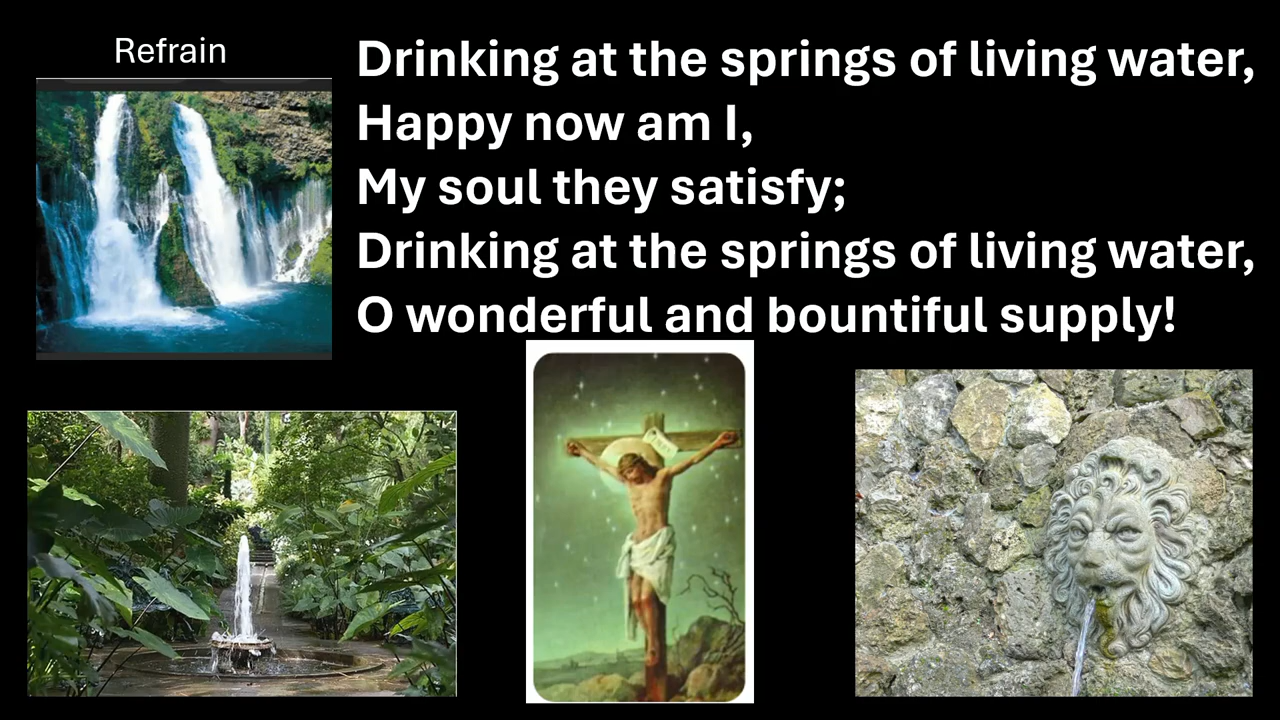 Refrain
Drinking at the springs of living water,
Happy now am I,
My soul they satisfy;
Drinking at the springs of living water,
O wonderful and bountiful supply!